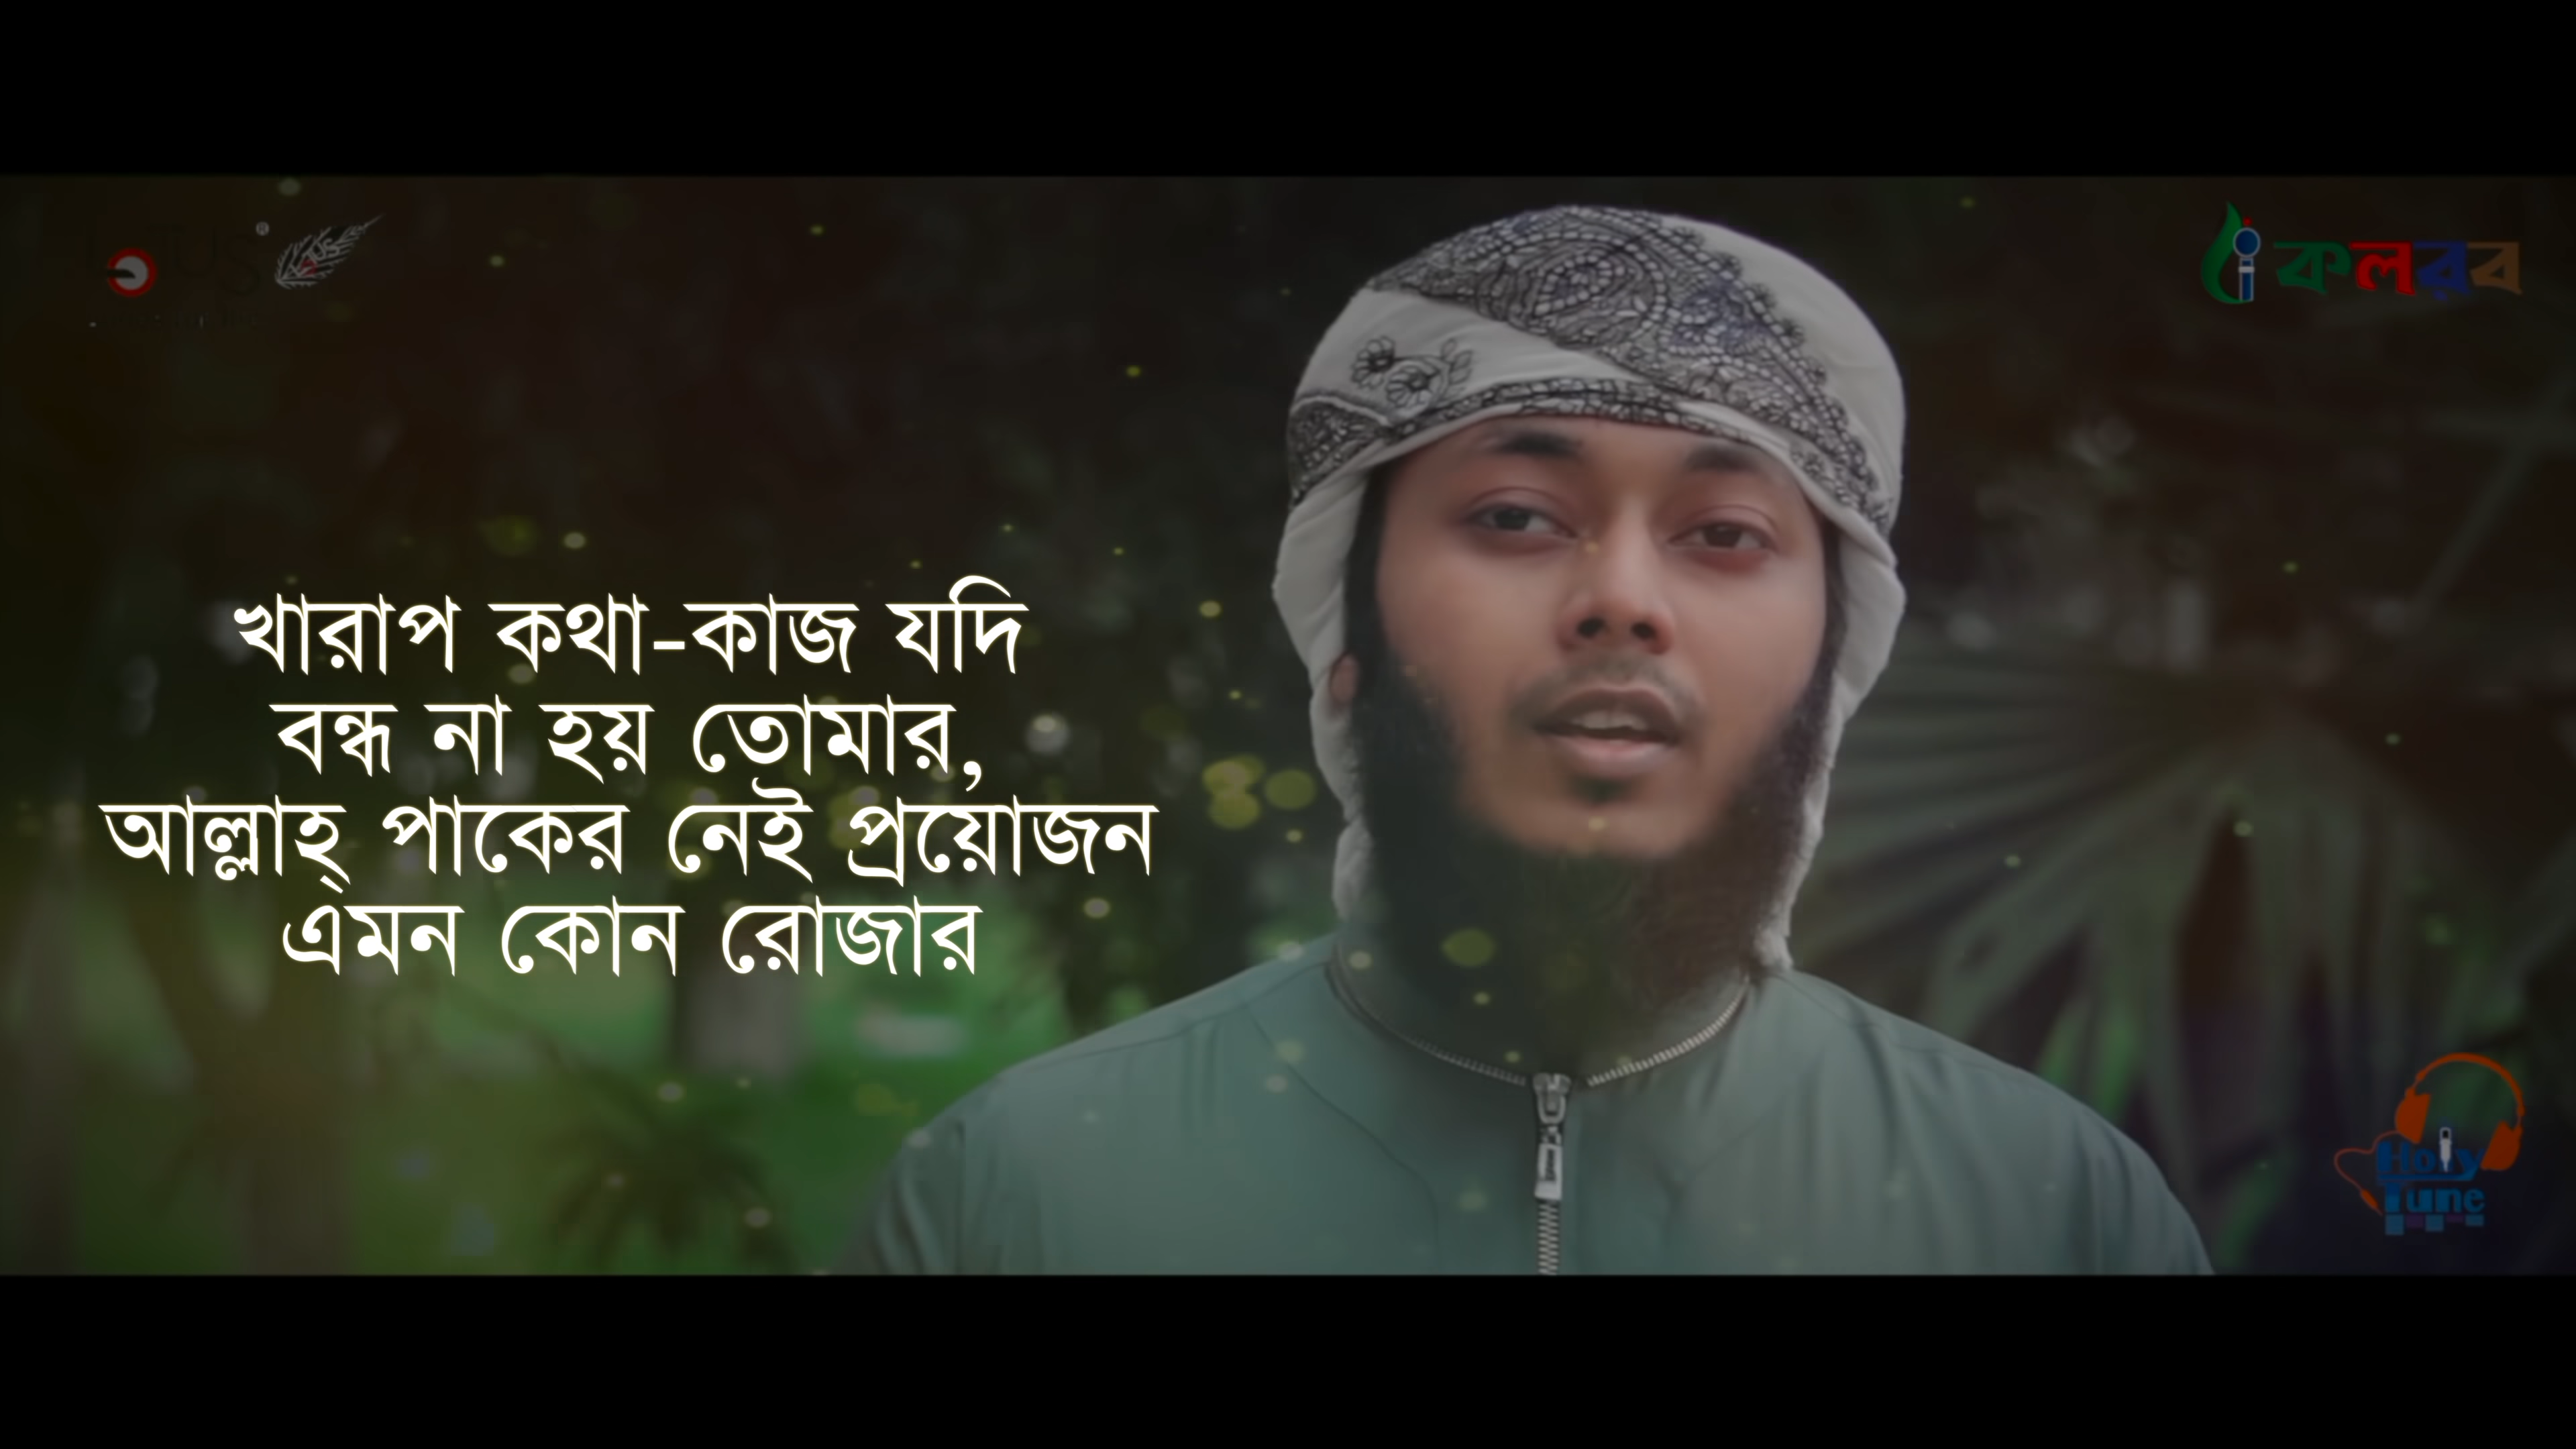 কলরব
খারাপ কথা-কাজ যদি
বন্ধ না হয় তোমার,
আল্লাহ্ পাকের নেই প্রয়োজন
এমন কোন রোজার
Holy
Tune